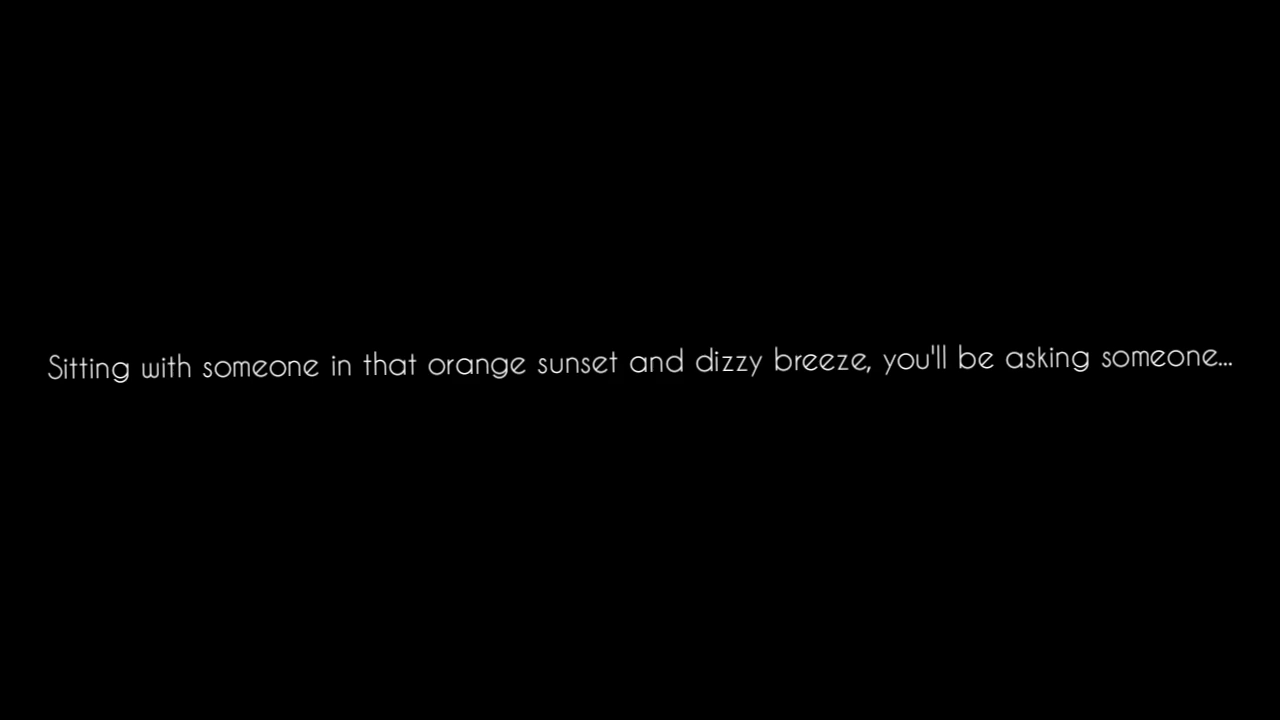 Sitting with someone in that orange sunset and dizzy breeze, you'll be asking someone...